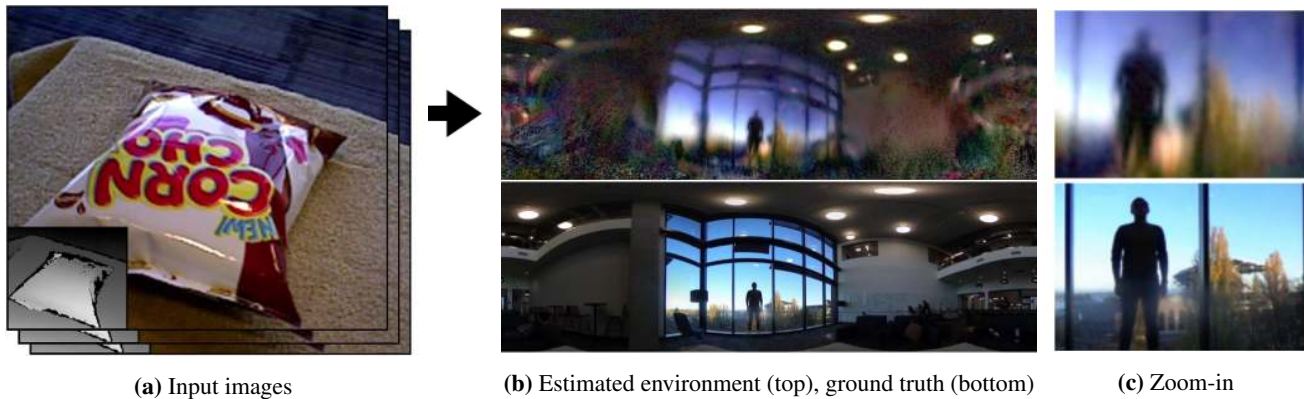 CORN
CHO
NEW!
(a) Input images
(b) Estimated environment (top), ground truth (bottom)
(c) Zoom-in